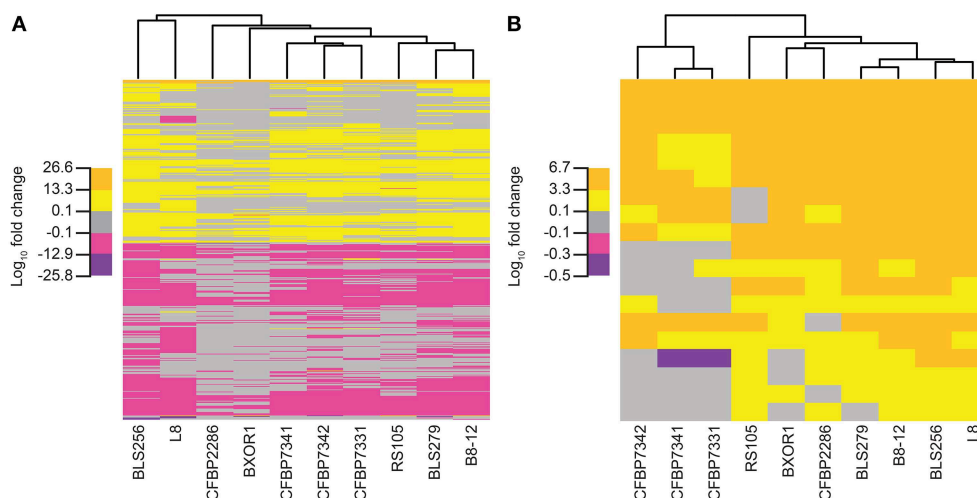 A
Log10 fold change
26.6
13.3
0.1
-0.1
-12.9
-25.8
BLS256
L8
CFBP2286
BXOR1
CFBP7341
CFBP7342
CFBP7331
RS105
BLS279
B8-12
B
Log10 fold change
6.7
3.3
0.1
-0.1
-0.3
-0.5
CFBP7342
CFBP7341
CFBP7331
RS105
BXOR1
CFBP2286
BLS279
B8-12
BLS256
L8